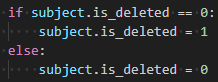 if subject.is_deleted == 0:
    subject.is_deleted = 1
else:
    subject.is_deleted = 0